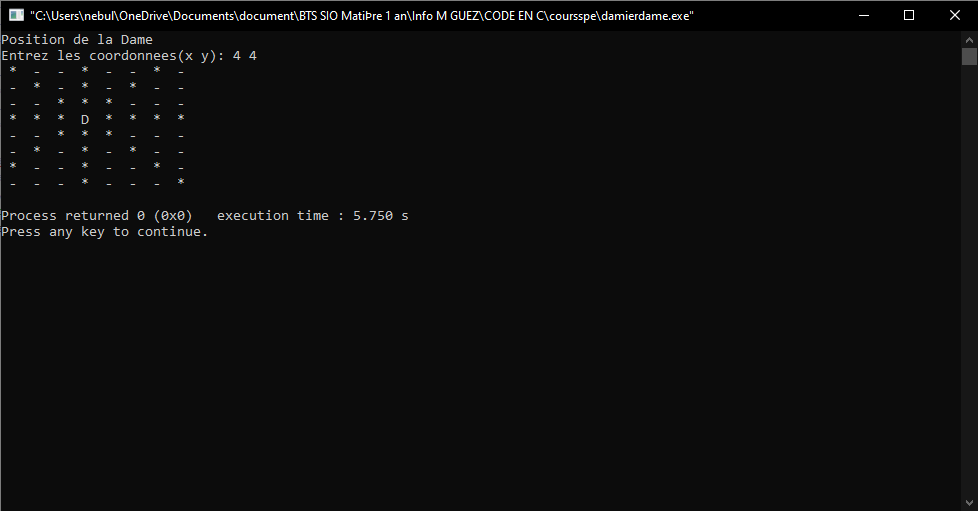 "C:\Users\nebul\OneDrive\Documents\document\BTS SIO MatiÞre 1 an\Info M GUEZ\CODE EN C\coursspe\damierdame.exe"
Position de la Dame
Entrez les coordonnees(x y): 4 4
*  -  -  *  -  -  *  -
-  *  -  *  -  *  -  -
-  -  *  *  *  -  -  -
*  *  *  D  *  *  *  *
-  -  *  *  *  -  -  -
-  *  -  *  -  *  -  -
*  -  -  *  -  -  *  -
-  -  -  *  -  -  -  *
Process returned 0 (0x0)   execution time : 5.750 s
Press any key to continue.